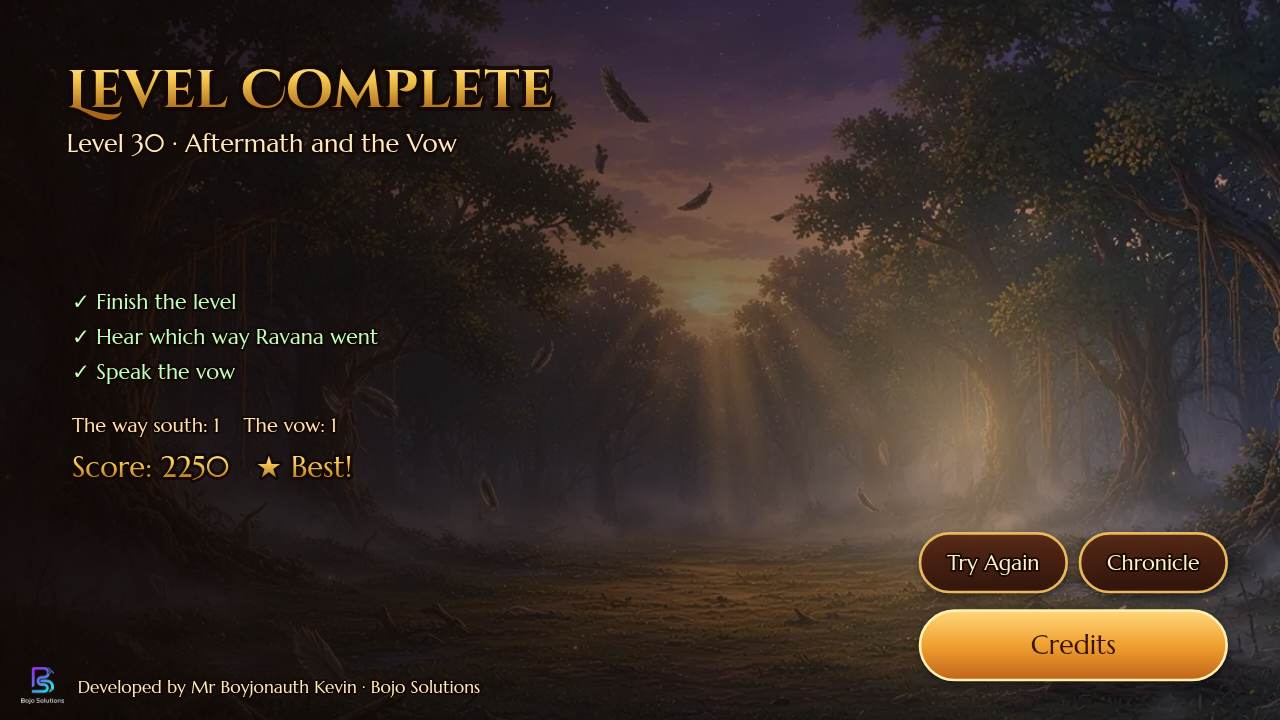 LEVEL COMPLETE
Level 30 · Aftermath and the Vow
✓ Finish the level
✓ Hear which way Ravana went
✓ Speak the vow
The way south: 1 The vow: 1
Score: 2250 ★ Best!
Try Again
Chronicle
Credits
Bojo Solutions
Developed by Mr Boyjonauth Kevin · Bojo Solutions